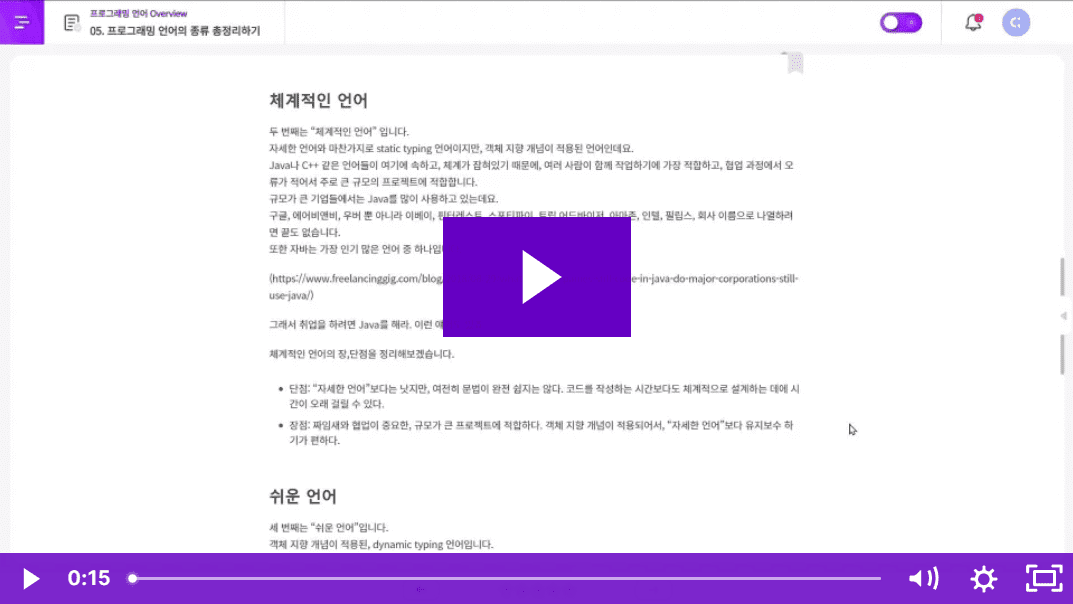 프로그래밍 언어 Overview
05. 프로그래밍 언어의 종류 총정리하기
체계적인 언어
두 번째는 “체계적인 언어” 입니다.
자세한 언어와 마찬가지로 static typing 언어이지만, 객체 지향 개념이 적용된 언어인데요.
Java나 C++ 같은 언어들이 여기에 속하고, 체계가 잡혀있기 때문에, 여러 사람이 함께 작업하기에 가장 적합하고, 협업 과정에서 오
류가 적어서 주로 큰 규모의 프로젝트에 적합합니다.
규모가 큰 기업들에서는 Java를 많이 사용하고 있는데요.
구글, 에어비앤비, 우버 뿐 아니라 이베이, 핀터레스트, 스포티파이, 트립 어드바이저, 아마존, 인텔, 필립스, 회사 이름으로 나열하려
면 끝도 없습니다.
또한 자바는 가장 인기 많은 언어 중 하나입
(https://www.freelancinggig.com/blog/ e-in-java-do-major-corporations-still-
use-java/)
그래서 취업을 하려면 Java를 해라. 이런
체계적인 언어의 장,단점을 정리해보겠습니다.
• 단점: “자세한 언어”보다는 낫지만, 여전히 문법이 완전 쉽지는 않다. 코드를 작성하는 시간보다도 체계적으로 설계하는 데에 시
간이 오래 걸릴 수 있다.
• 장점: 짜임새와 협업이 중요한, 규모가 큰 프로젝트에 적합하다. 객체 지향 개념이 적용되어서, “자세한 언어”보다 유지보수 하
기가 편하다.
쉬운 언어
세 번째는 “쉬운 언어”입니다.
객체 지향 개념이 적용된, dynamic typing 언어입니다.
0:15